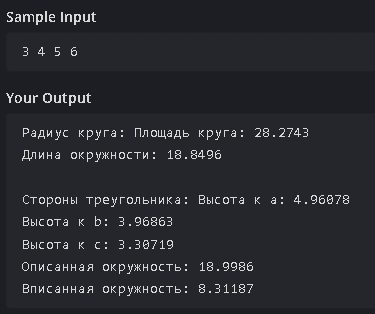 Sample Input
3 4 5 6
Your Output
Радиус круга: Площадь круга: 28.2743
Длина окружности: 18.8496
Стороны треугольника: Высота к a: 4.96078
Высота к b: 3.96863
Высота к c: 3.30719
Описанная окружность: 18.9986
Вписанная окружность: 8.31187